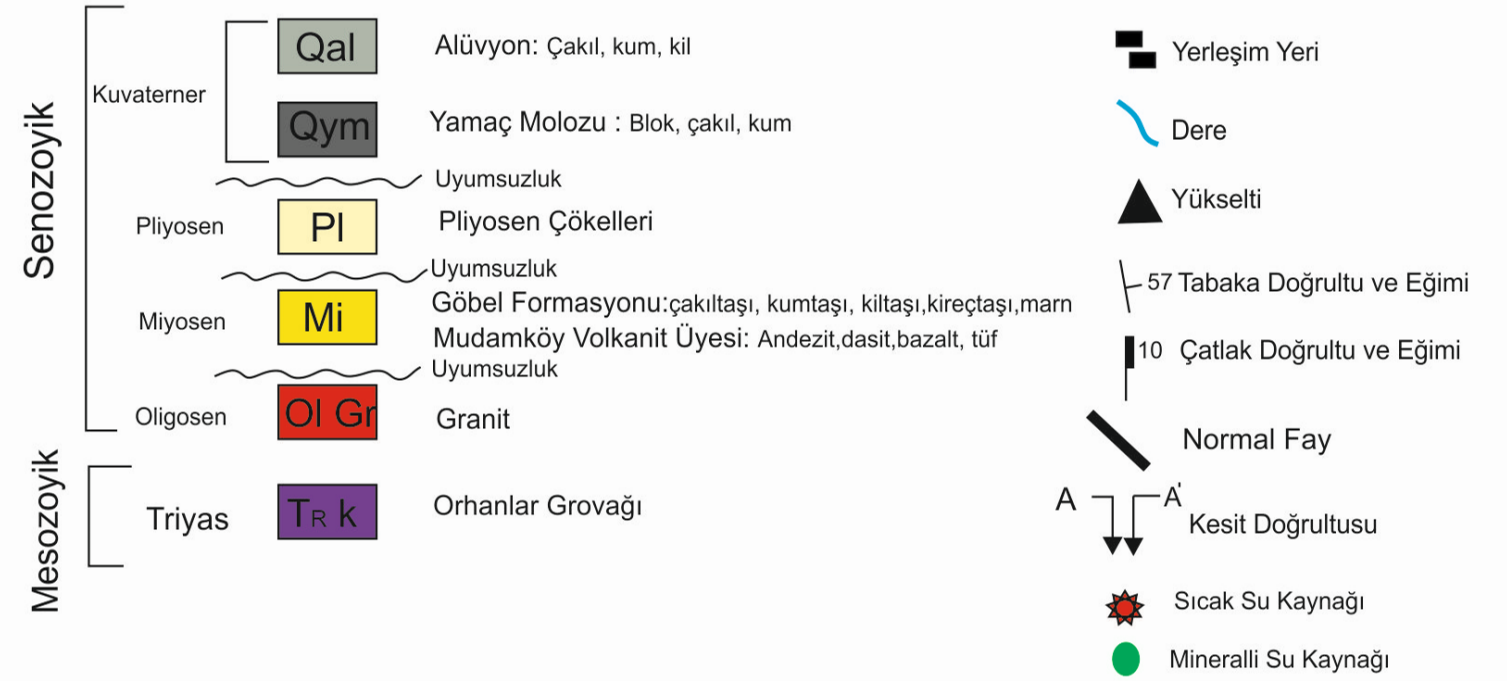 Senozoyik
Kuvaterner
Qal
Alüvyon: Çakıl, kum, kil
Qym
Yamaç Molozu : Blok, çakıl, kum
Uyumsuzluk
Pliyosen
Pl
Pliyosen Çökelleri
Uyumsuzluk
Miyosen
Mi
Göbel Formasyonu:çakıltaşı, kumtaşı, kiltaşı,kireçtaşı,marn
Mudamköy Volkanit Üyesi: Andezit,dasit,bazalt, tüf
Uyumsuzluk
Oligosen
Ol Gr
Granit
Mesozoyik
Triyas
TR k
Orhanlar Grovağı
Yerleşim Yeri
Dere
Yükselti
57 Tabaka Doğrultu ve Eğimi
10 Çatlak Doğrultu ve Eğimi
Normal Fay
A A'
Kesit Doğrultusu
Sıcak Su Kaynağı
Mineralli Su Kaynağı